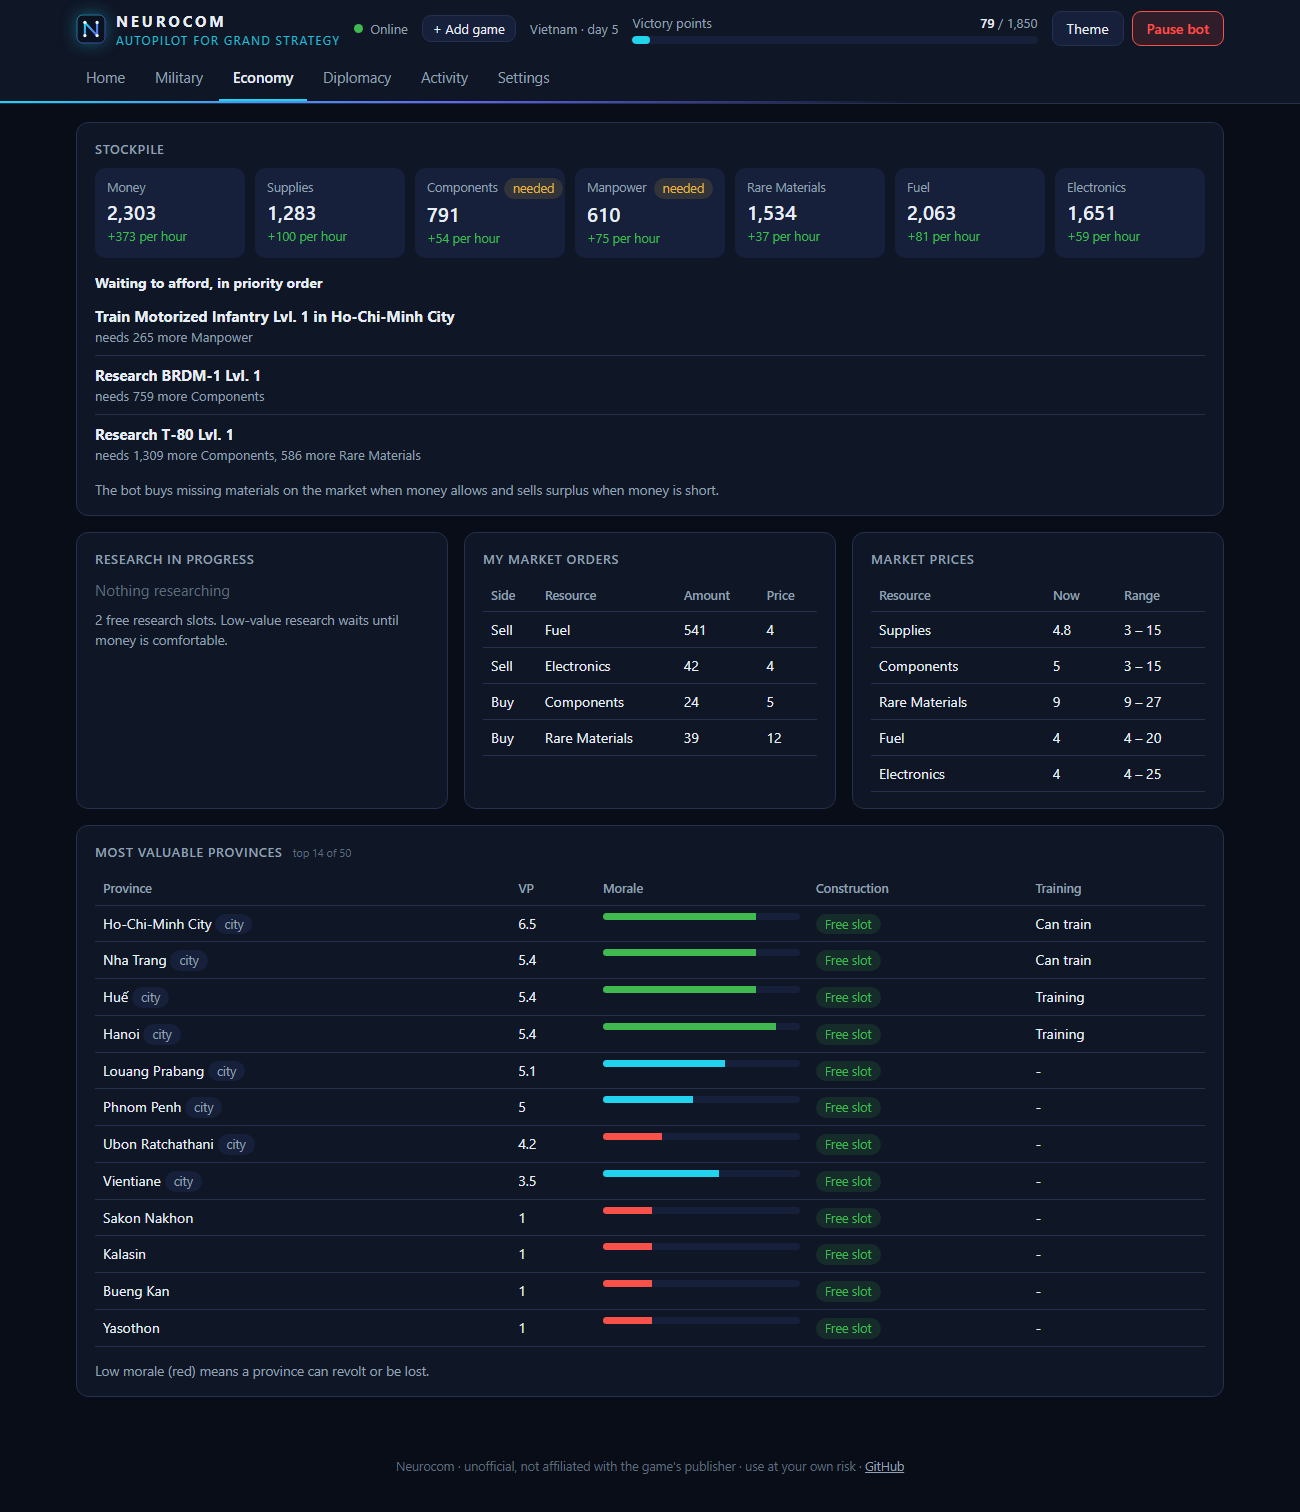 NEUROCOM
AUTOPILOT FOR GRAND STRATEGY
Online
+ Add game
Vietnam · day 5
Victory points
79 / 1,850
Theme
Pause bot
Home Military Economy Diplomacy Activity Settings
STOCKPILE
Money
2,303
+373 per hour
Supplies
1,283
+100 per hour
Components needed
791
+54 per hour
Manpower needed
610
+75 per hour
Rare Materials
1,534
+37 per hour
Fuel
2,063
+81 per hour
Electronics
1,651
+59 per hour
Waiting to afford, in priority order
Train Motorized Infantry Lvl. 1 in Ho-Chi-Minh City
needs 265 more Manpower
Research BRDM-1 Lvl. 1
needs 759 more Components
Research T-80 Lvl. 1
needs 1,309 more Components, 586 more Rare Materials
The bot buys missing materials on the market when money allows and sells surplus when money is short.
RESEARCH IN PROGRESS
Nothing researching
2 free research slots. Low-value research waits until
money is comfortable.
MY MARKET ORDERS
Side Resource Amount Price
Sell Fuel 541 4
Sell Electronics 42 4
Buy Components 24 5
Buy Rare Materials 39 12
MARKET PRICES
Resource Now Range
Supplies 4.8 3 – 15
Components 5 3 – 15
Rare Materials 9 9 – 27
Fuel 4 4 – 20
Electronics 4 4 – 25
MOST VALUABLE PROVINCES top 14 of 50
Province VP Morale Construction Training
Ho-Chi-Minh City city 6.5 Free slot Can train
Nha Trang city 5.4 Free slot Can train
Huế city 5.4 Free slot Training
Hanoi city 5.4 Free slot Training
Louang Prabang city 5.1 Free slot -
Phnom Penh city 5 Free slot -
Ubon Ratchathani city 4.2 Free slot -
Vientiane city 3.5 Free slot -
Sakon Nakhon 1 Free slot -
Kalasin 1 Free slot -
Bueng Kan 1 Free slot -
Yasothon 1 Free slot -
Low morale (red) means a province can revolt or be lost.
Neurocom · unofficial, not affiliated with the game's publisher · use at your own risk · GitHub